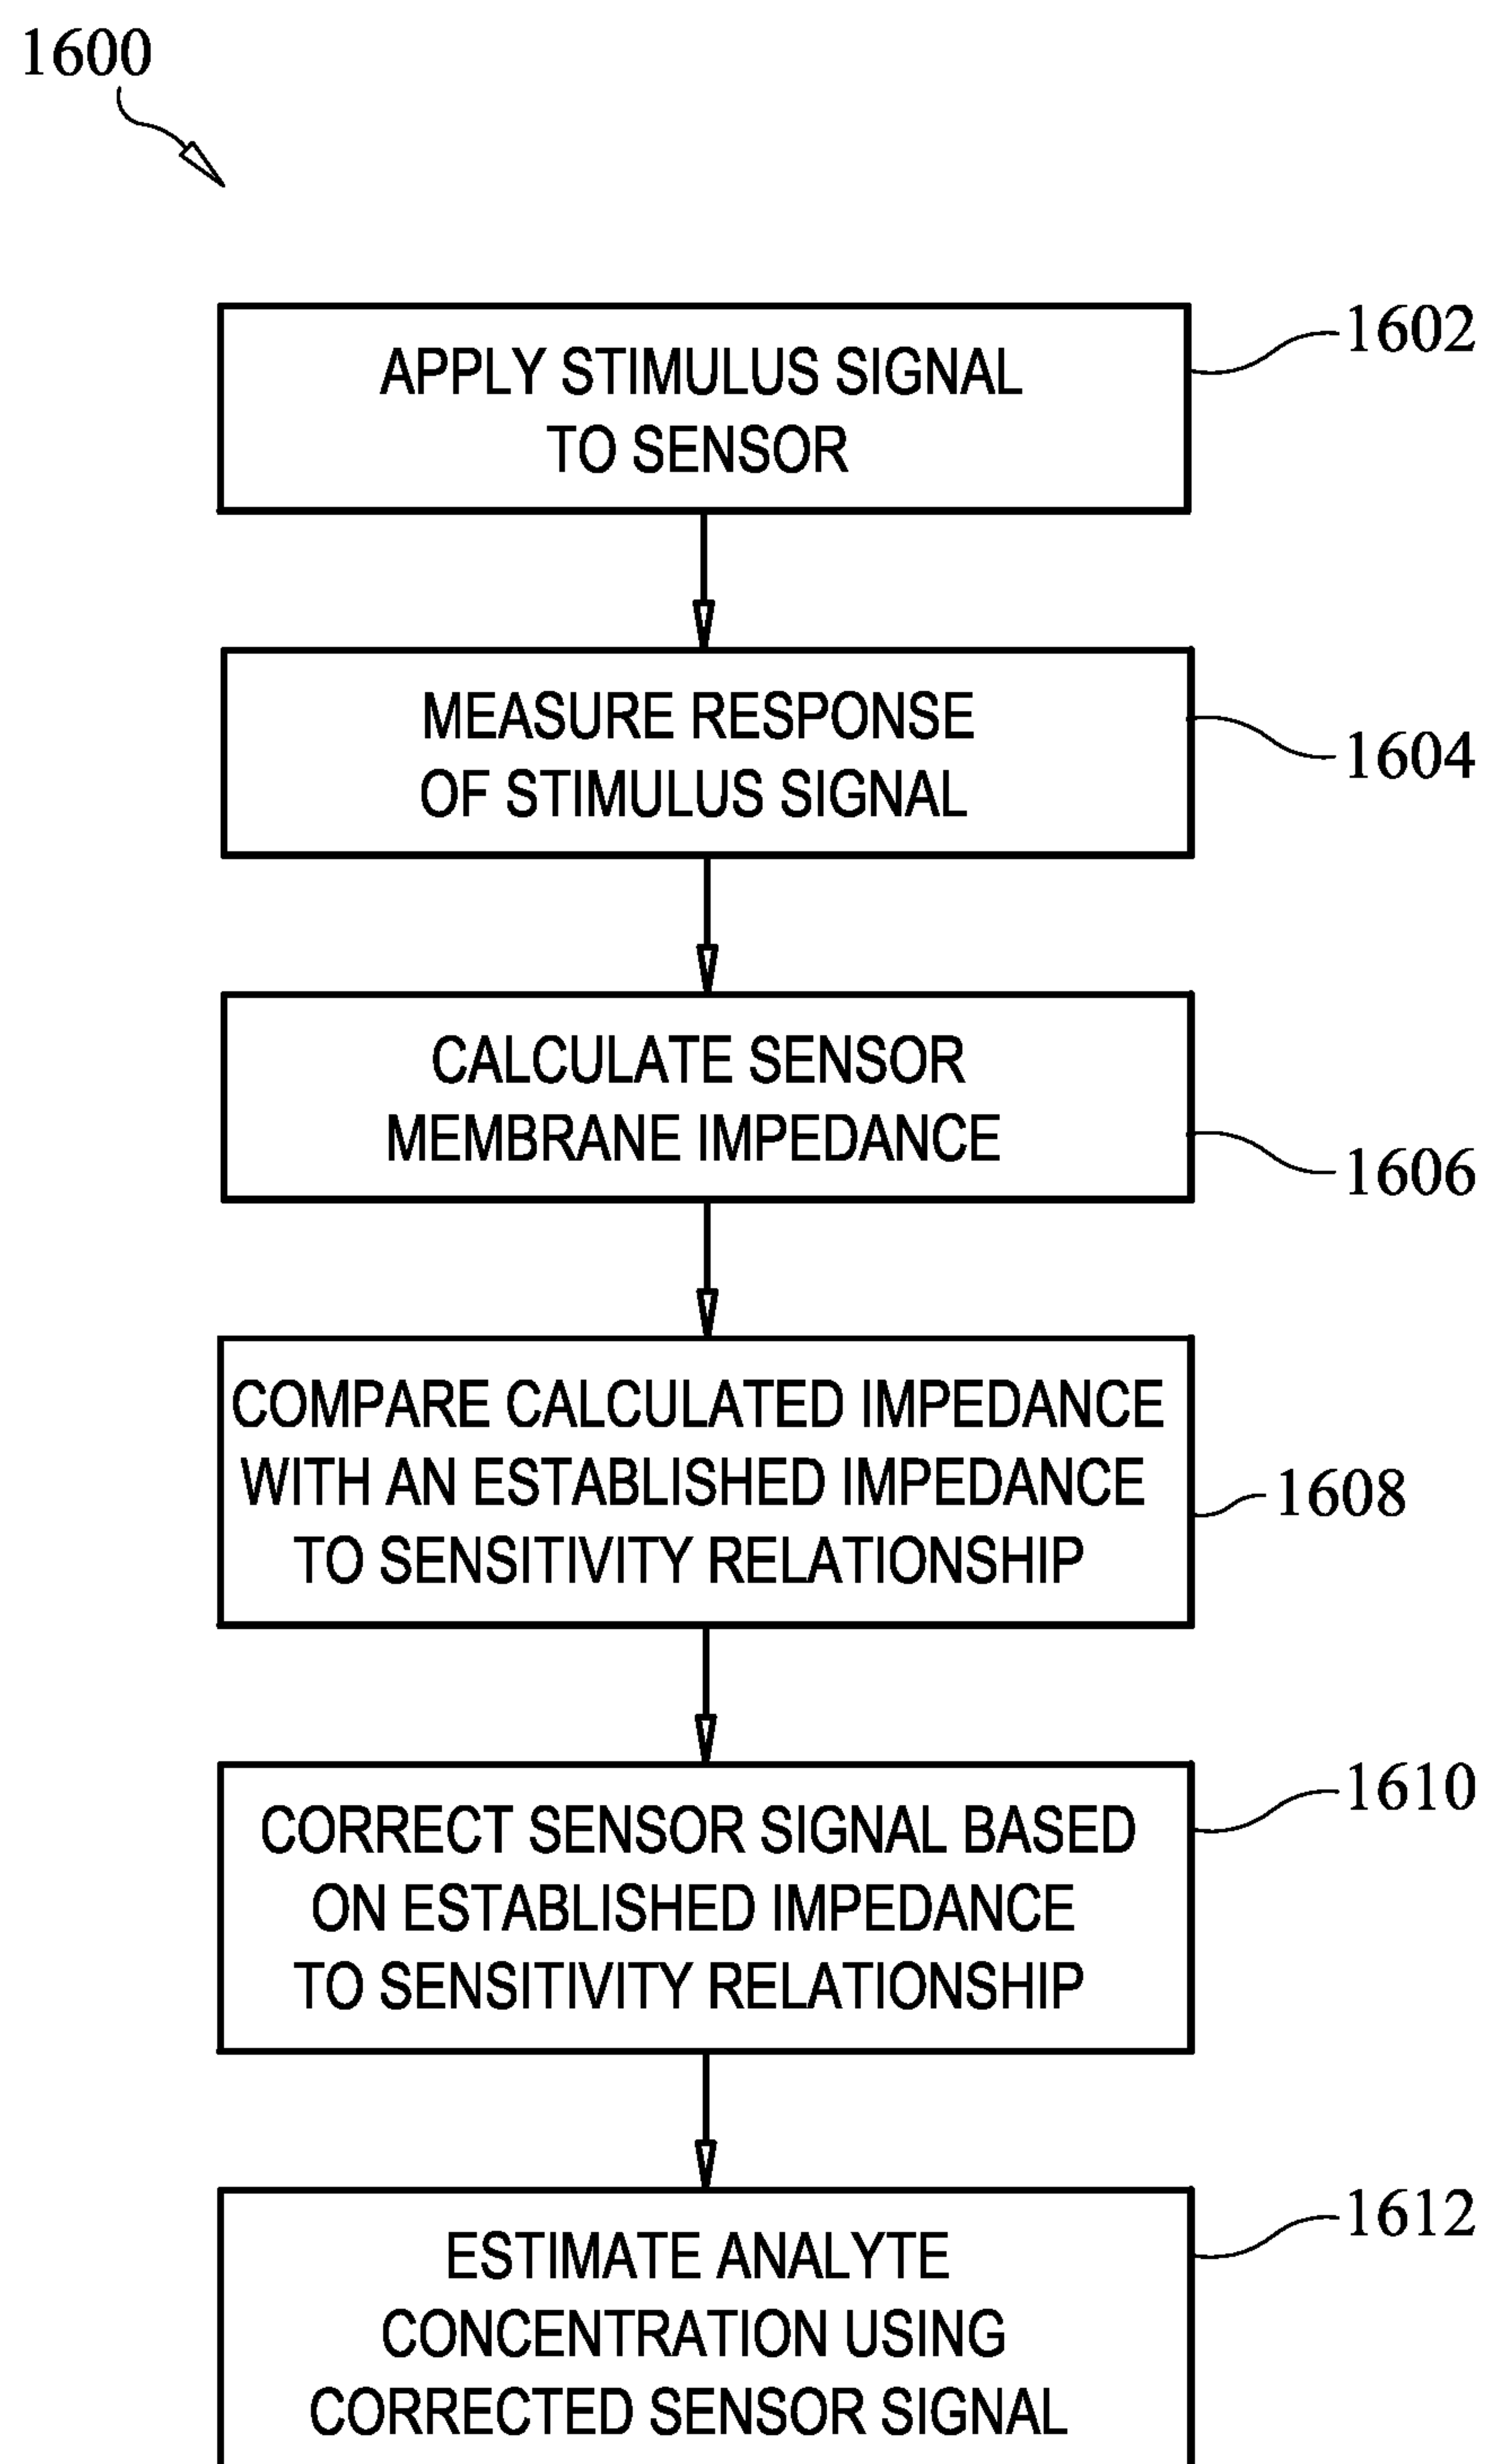 1600
APPLY STIMULUS SIGNAL
TO SENSOR
1602
MEASURE RESPONSE
OF STIMULUS SIGNAL
1604
CALCULATE SENSOR
MEMBRANE IMPEDANCE
1606
COMPARE CALCULATED IMPEDANCE
WITH AN ESTABLISHED IMPEDANCE
TO SENSITIVITY RELATIONSHIP
1608
CORRECT SENSOR SIGNAL BASED
ON ESTABLISHED IMPEDANCE
TO SENSITIVITY RELATIONSHIP
1610
ESTIMATE ANALYTE
CONCENTRATION USING
CORRECTED SENSOR SIGNAL
1612